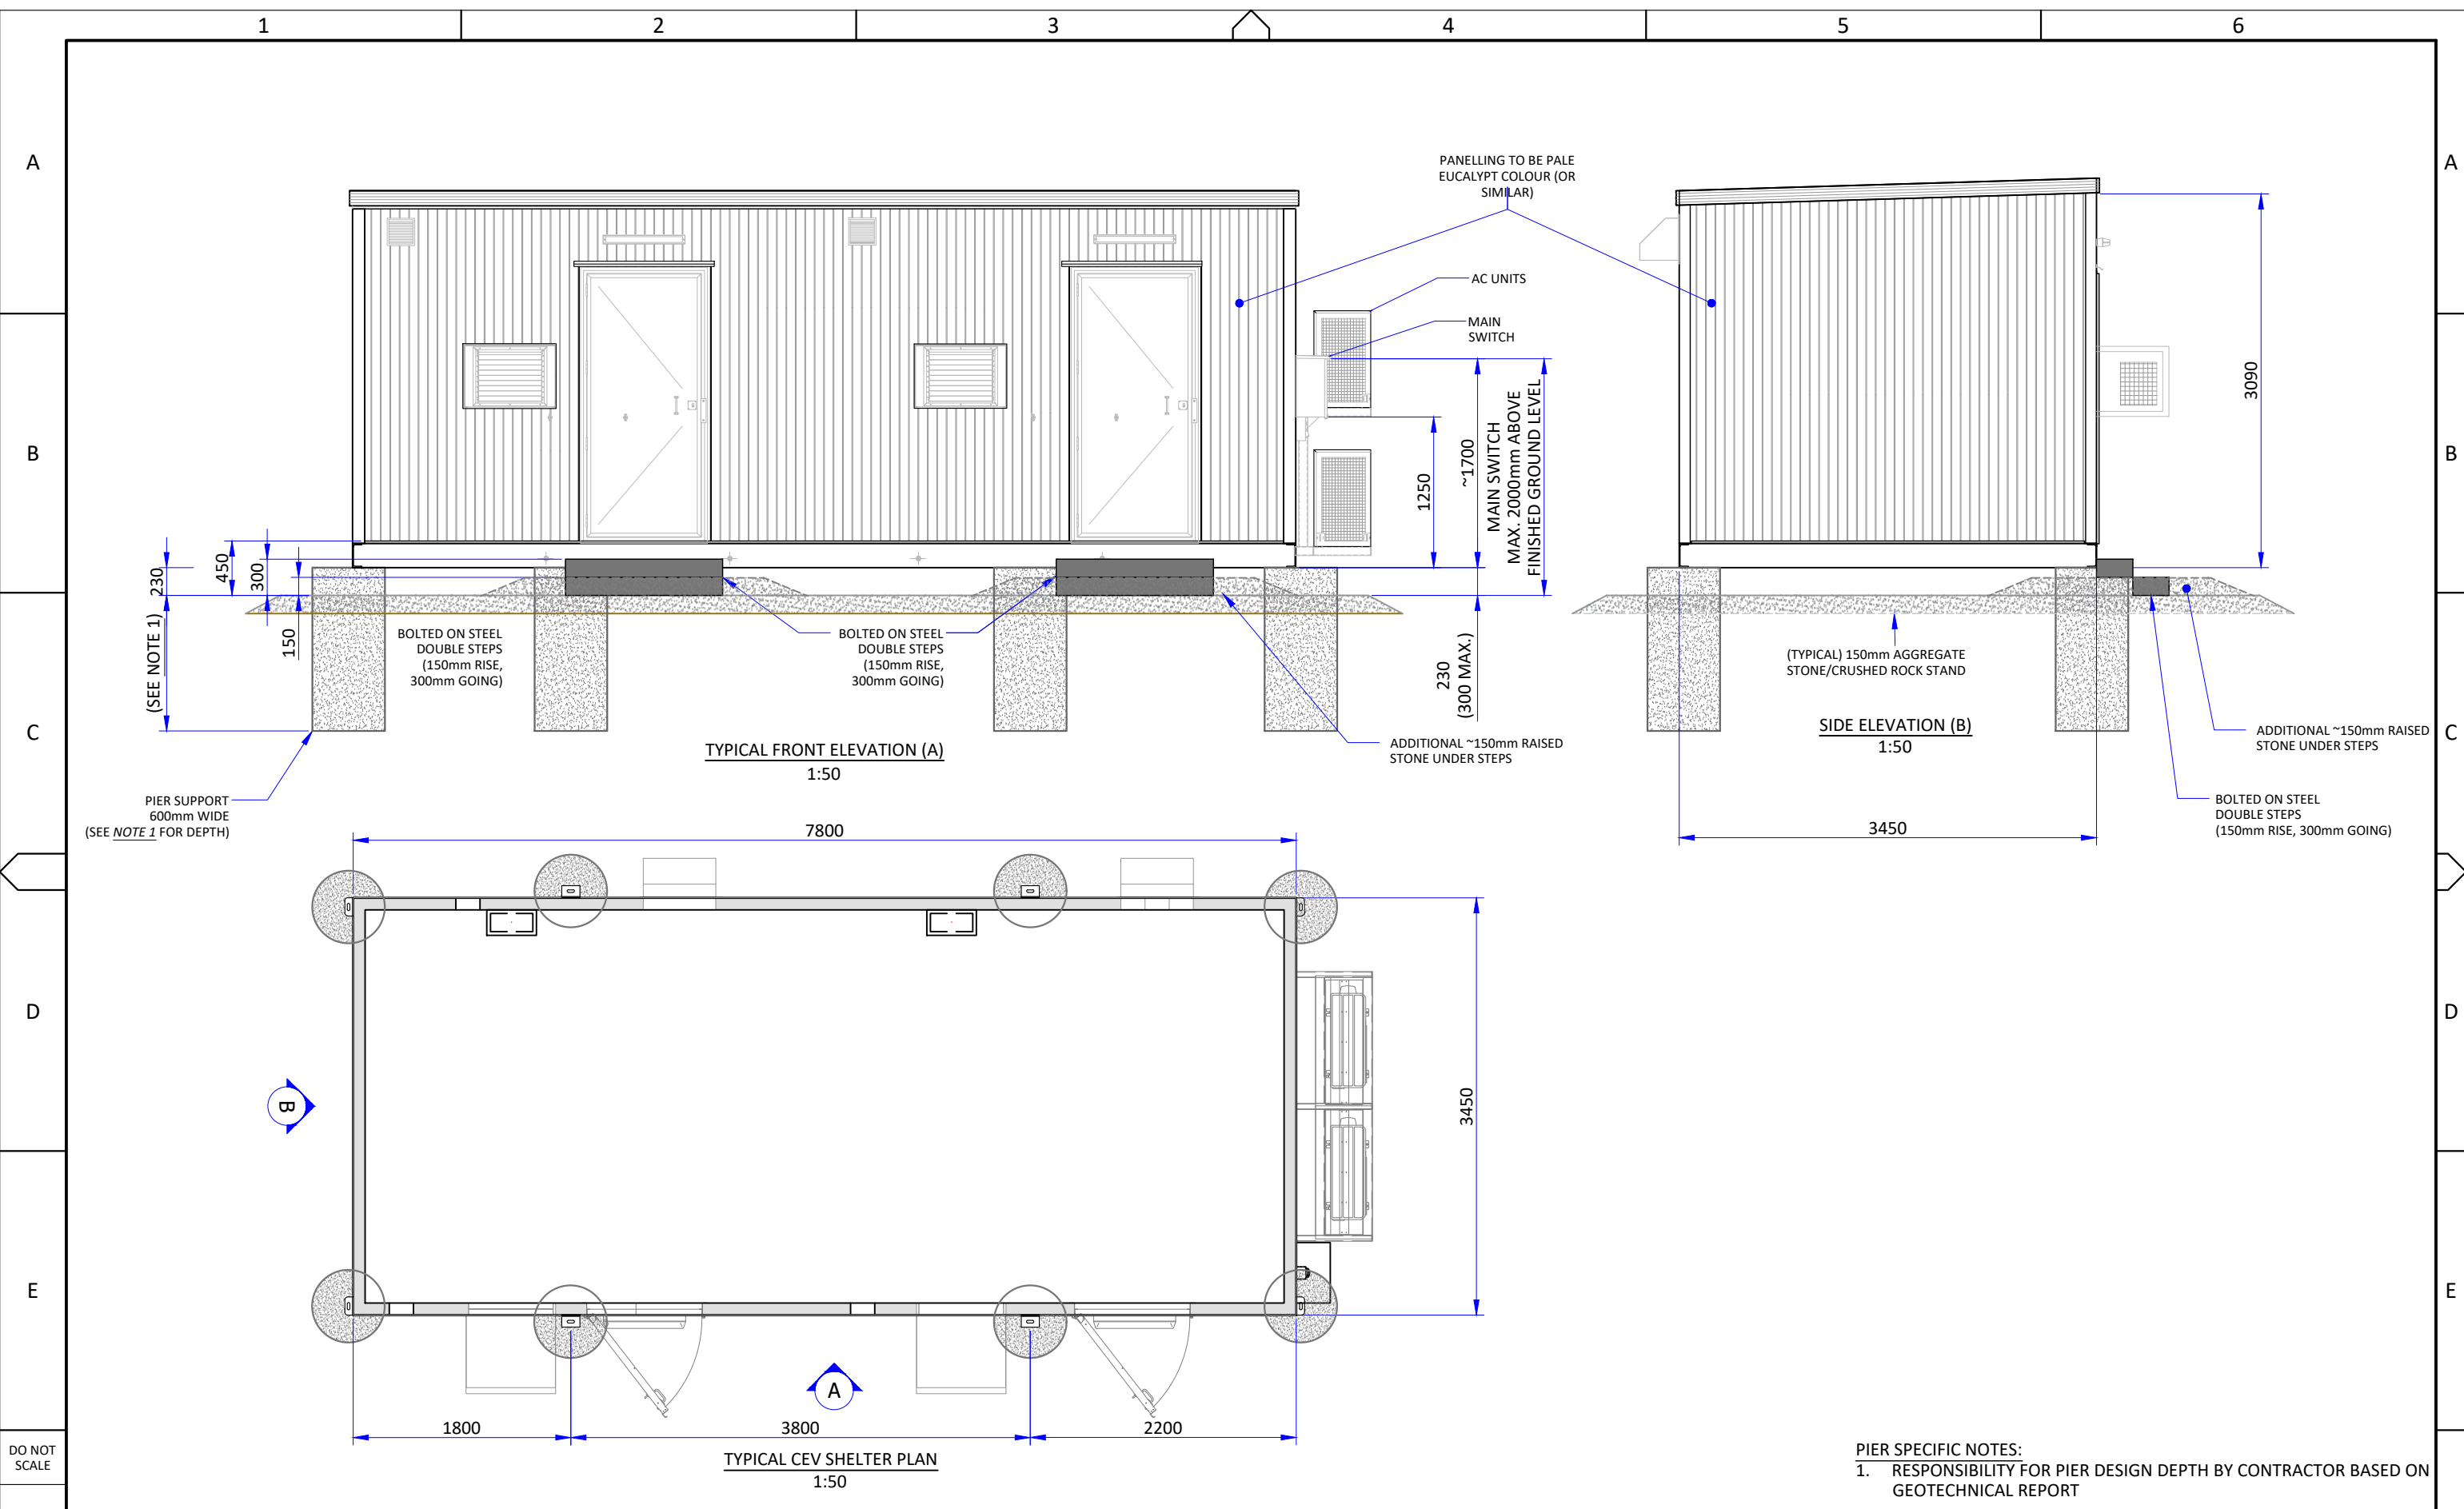 1 2 3 4 5 6
A
A
B
B
C
C
D
D
E
E
PANELLING TO BE PALE
EUCALYPT COLOUR (OR
SIMILAR)
AC UNITS
MAIN
SWITCH
1250
~1700
MAIN SWITCH
MAX. 2000mm ABOVE
FINISHED GROUND LEVEL
3090
230
450
300
150
(SEE NOTE 1)
BOLTED ON STEEL
DOUBLE STEPS
(150mm RISE,
300mm GOING)
BOLTED ON STEEL
DOUBLE STEPS
(150mm RISE,
300mm GOING)
230
(300 MAX.)
(TYPICAL) 150mm AGGREGATE
STONE/CRUSHED ROCK STAND
TYPICAL FRONT ELEVATION (A)
1:50
ADDITIONAL ~150mm RAISED
STONE UNDER STEPS
SIDE ELEVATION (B)
1:50
ADDITIONAL ~150mm RAISED
STONE UNDER STEPS
PIER SUPPORT
600mm WIDE
(SEE NOTE 1 FOR DEPTH)
BOLTED ON STEEL
DOUBLE STEPS
(150mm RISE, 300mm GOING)
7800
3450
3450
B
A
1800
3800
2200
TYPICAL CEV SHELTER PLAN
1:50
DO NOT
SCALE
PIER SPECIFIC NOTES:
1. RESPONSIBILITY FOR PIER DESIGN DEPTH BY CONTRACTOR BASED ON
GEOTECHNICAL REPORT